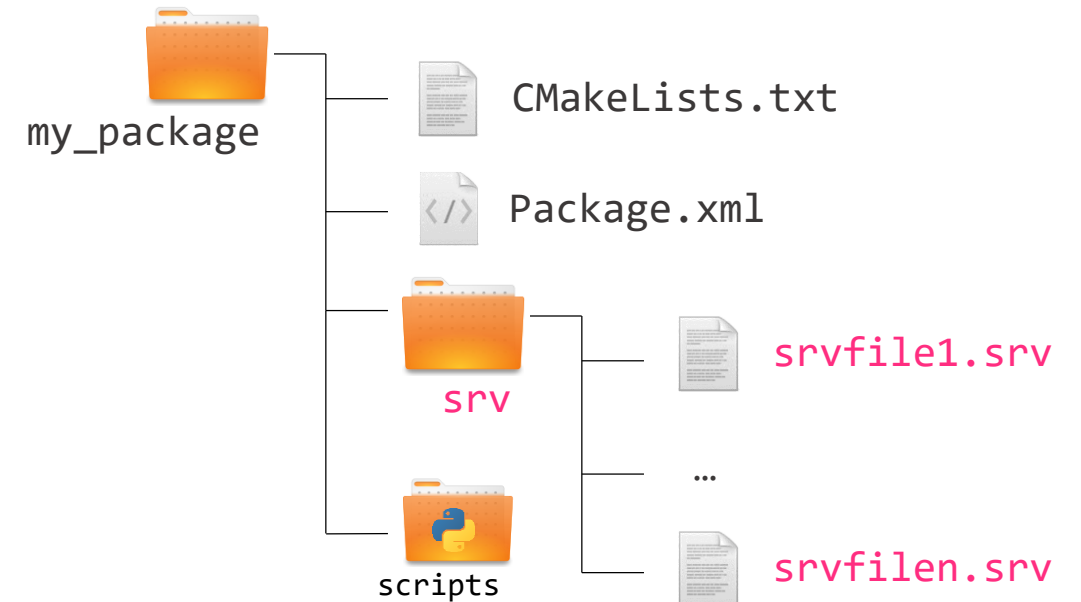 my_package
CMakeLists.txt
Package.xml
srv
srvfile1.srv
…
srvfilen.srv
scripts